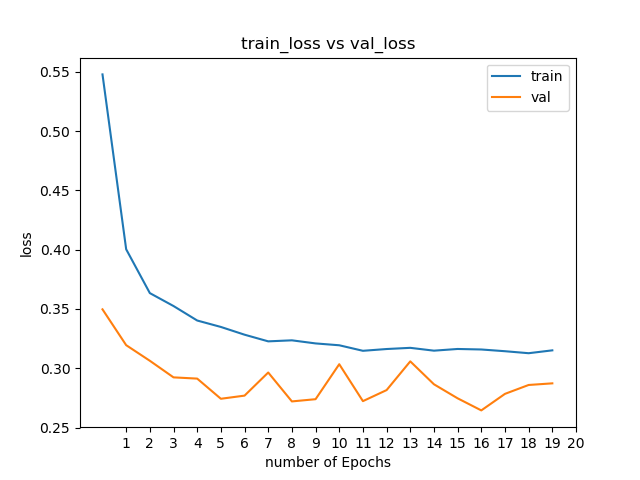 train_loss vs val_loss
train
val
loss
0.55
0.50
0.45
0.40
0.35
0.30
0.25
1 2 3 4 5 6 7 8 9 10 11 12 13 14 15 16 17 18 19 20
number of Epochs